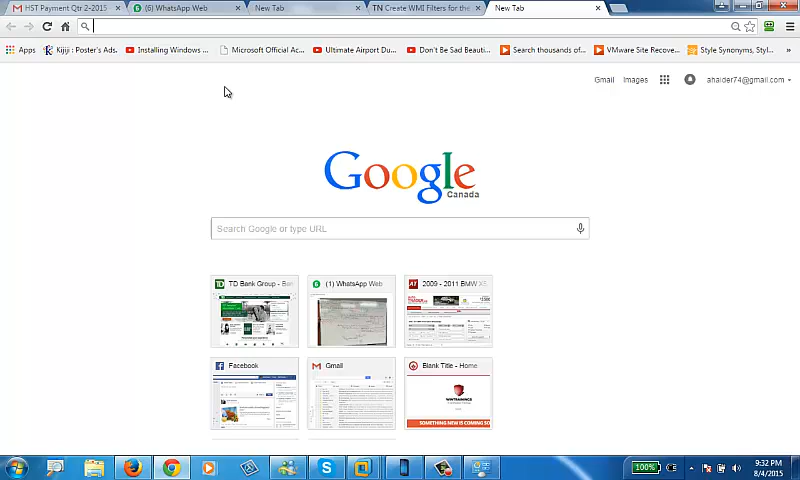 HST Payment Qtr 2-2015
(6) WhatsApp Web
New Tab
TN Create WMI Filters for the
New Tab
Apps
Kijiji : Poster's Ads.
Installing Windows ...
Microsoft Official Ac...
Ultimate Airport Du...
Don't Be Sad Beauti...
Search thousands of...
VMware Site Recove...
Style Synonyms, Styl...
»
Gmail
Images
ahaider74@gmail.com
Google
Canada
Search Google or type URL
TD Bank Group - Ban
(1) WhatsApp Web
2009 - 2011 BMW X5
Facebook
Gmail
Blank Title - Home
WINTRAININGS
SOMETHING NEW IS COMING SO
100%
9:32 PM
8/4/2015